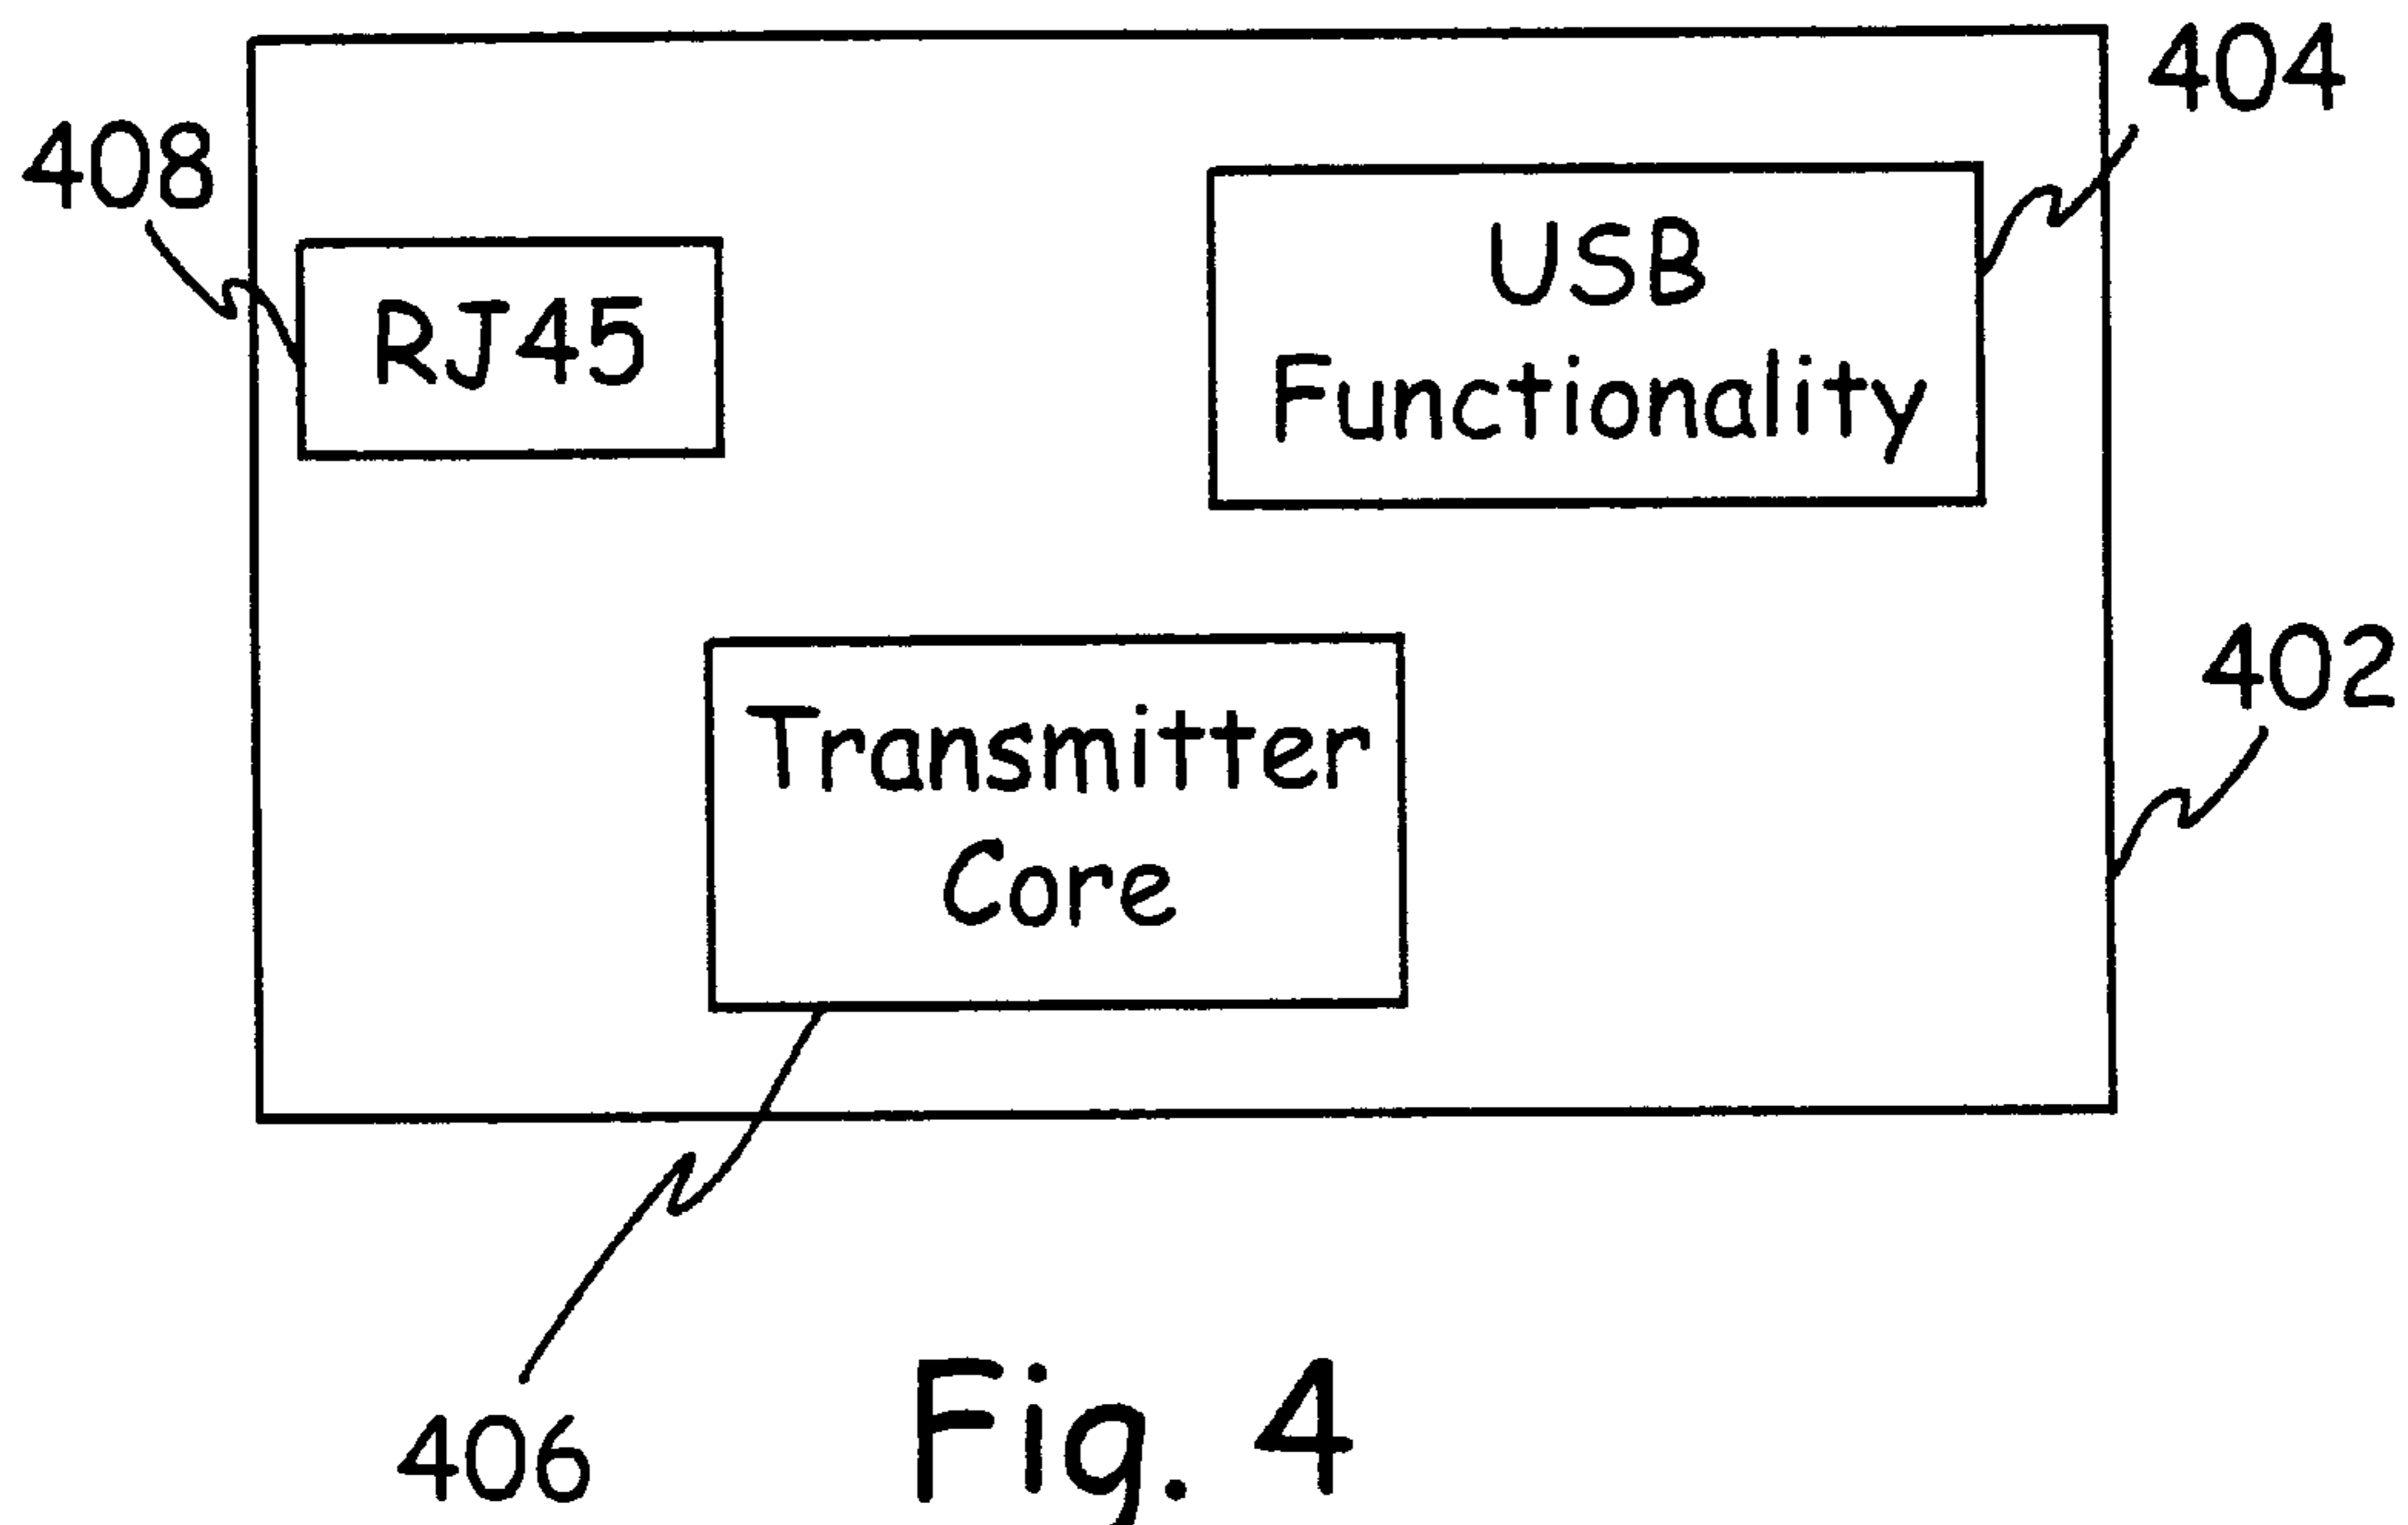 404
408
USB
RJ45
Functionality
402
Transmitter
Core
406
Fig. 4